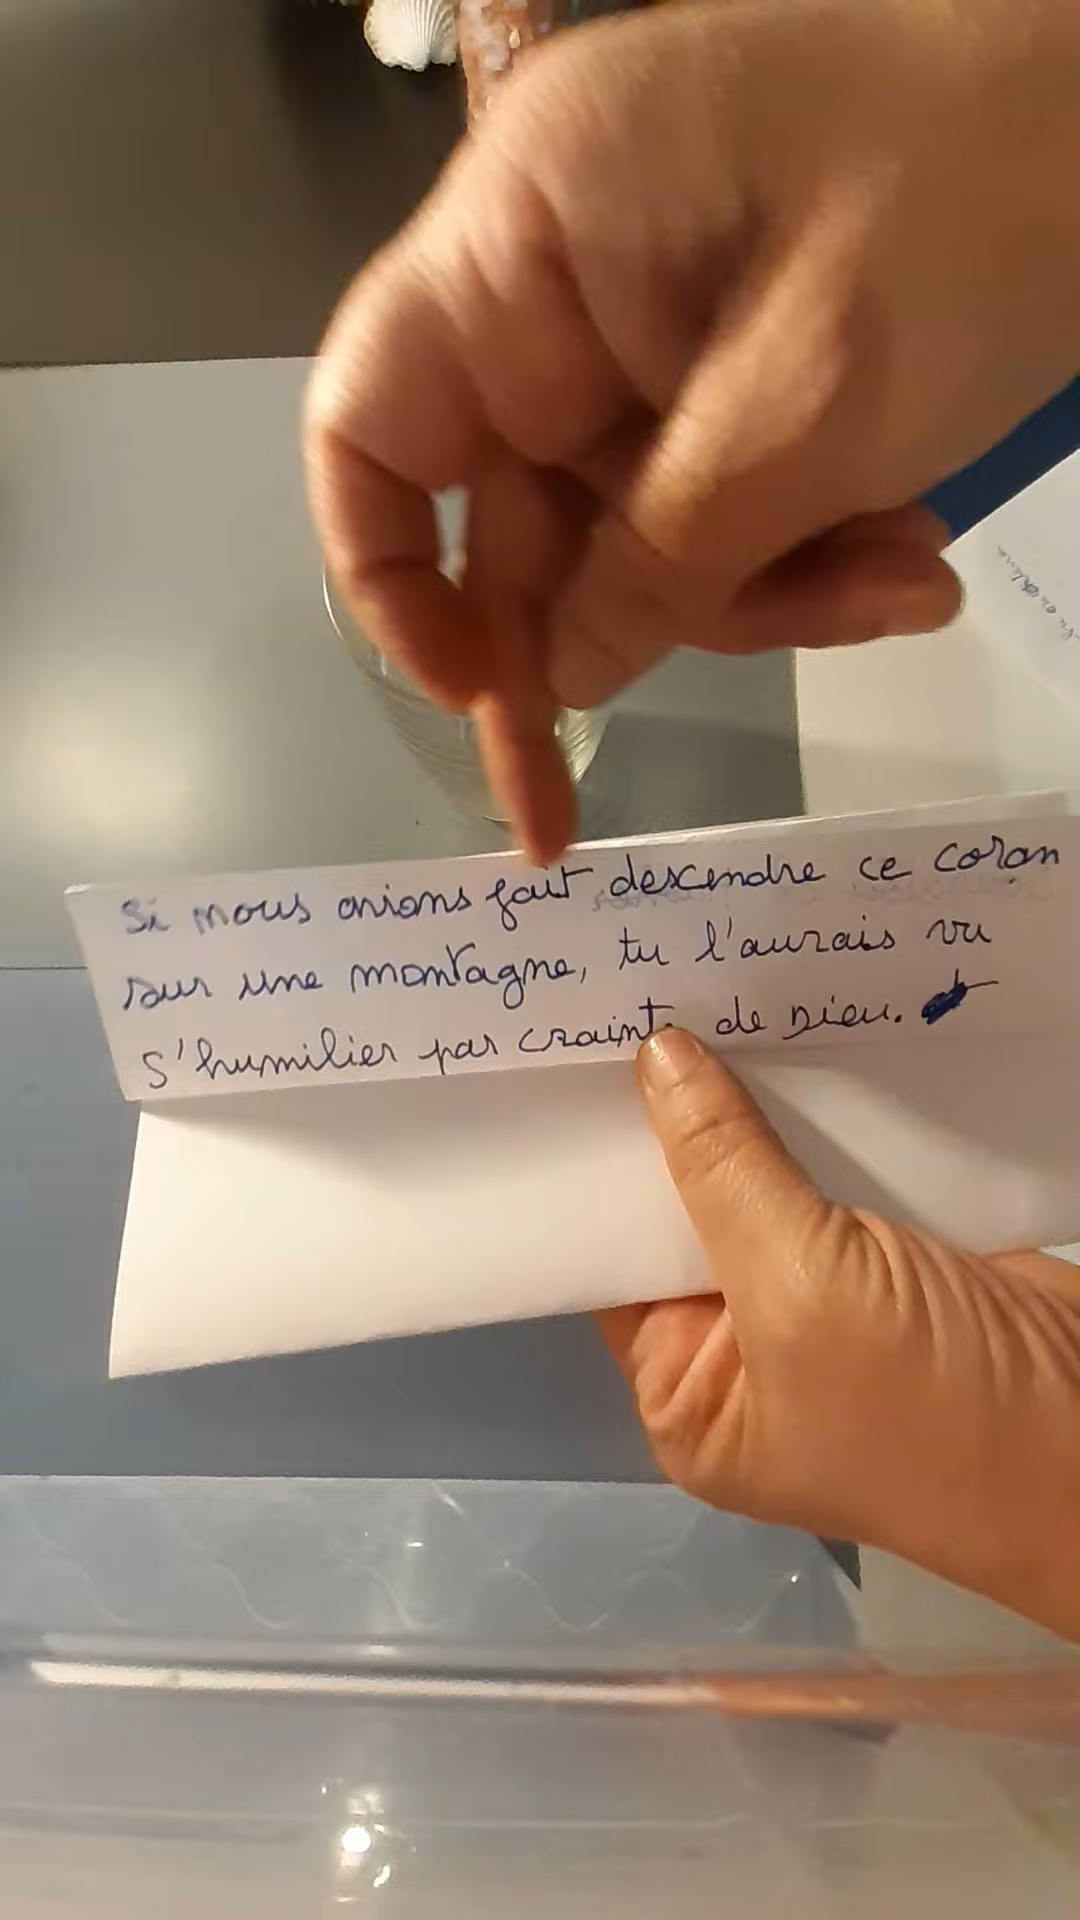 Si nous avions fait descendre ce coran
sur une montagne, tu l'aurais vu
s'humilier par crainte de Dieu.